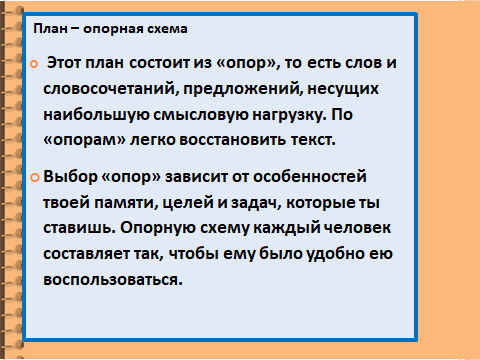 План – опорная схема
Этот план состоит из «опор», то есть слов и
словосочетаний, предложений, несущих
наибольшую смысловую нагрузку. По
«опорам» легко восстановить текст.
Выбор «опор» зависит от особенностей
твоей памяти, целей и задач, которые ты
ставишь. Опорную схему каждый человек
составляет так, чтобы ему было удобно ею
воспользоваться.